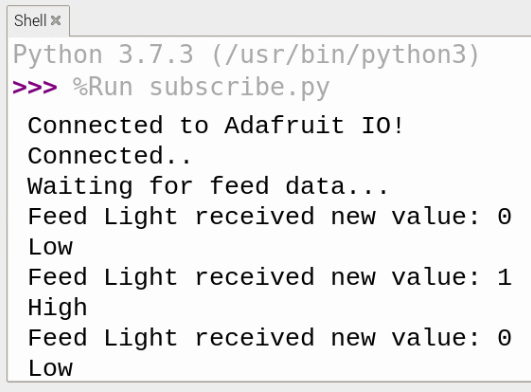 Shell
Python 3.7.3 (/usr/bin/python3)
>>> %Run subscribe.py
Connected to Adafruit IO!
Connected..
Waiting for feed data...
Feed Light received new value: 0
Low
Feed Light received new value: 1
High
Feed Light received new value: 0
Low